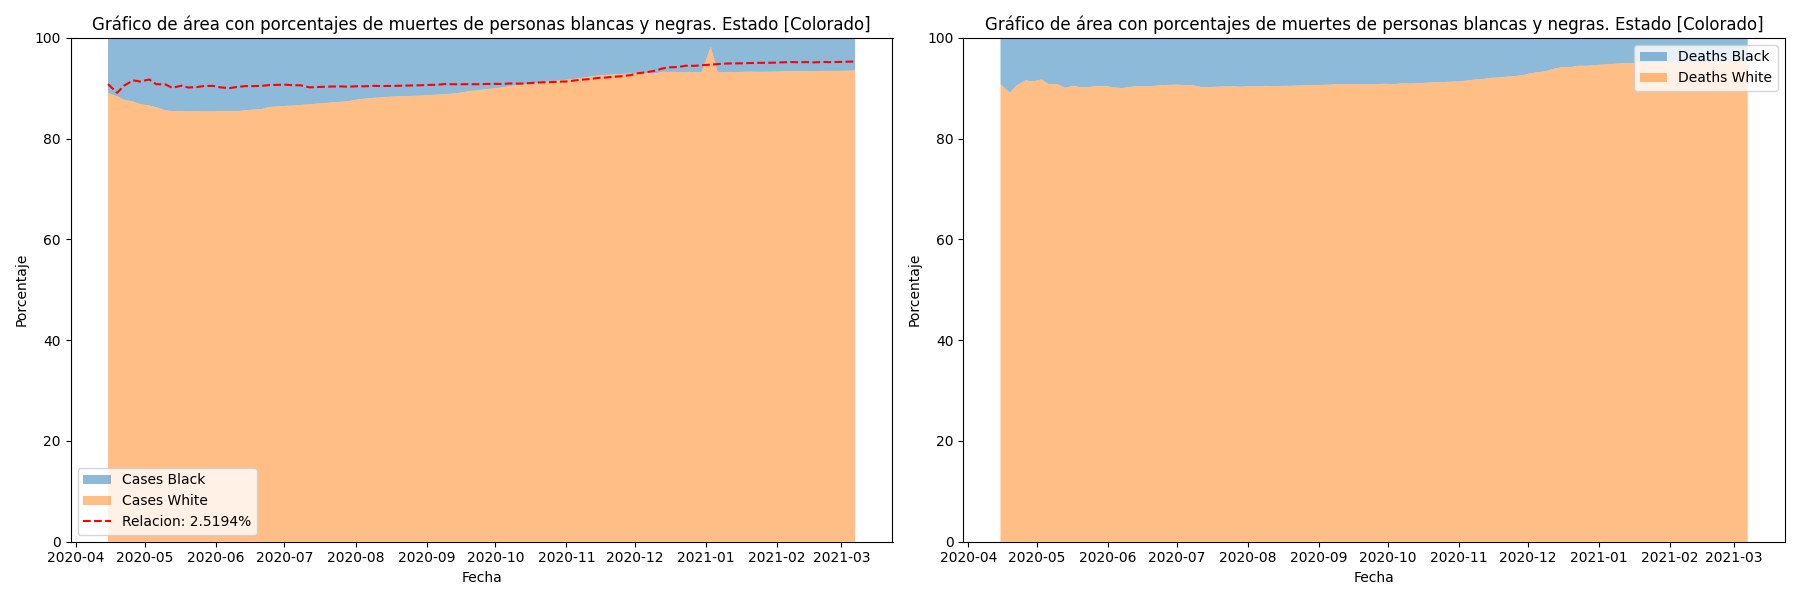 Gráfico de área con porcentajes de muertes de personas blancas y negras. Estado [Colorado]
100
80
60
40
20
0
Porcentaje
Cases Black
Cases White
Relacion: 2.5194%
2020-04 2020-05 2020-06 2020-07 2020-08 2020-09 2020-10 2020-11 2020-12 2021-01 2021-02 2021-03
Fecha
Gráfico de área con porcentajes de muertes de personas blancas y negras. Estado [Colorado]
100
80
60
40
20
0
Porcentaje
Deaths Black
Deaths White
2020-04 2020-05 2020-06 2020-07 2020-08 2020-09 2020-10 2020-11 2020-12 2021-01 2021-02 2021-03
Fecha